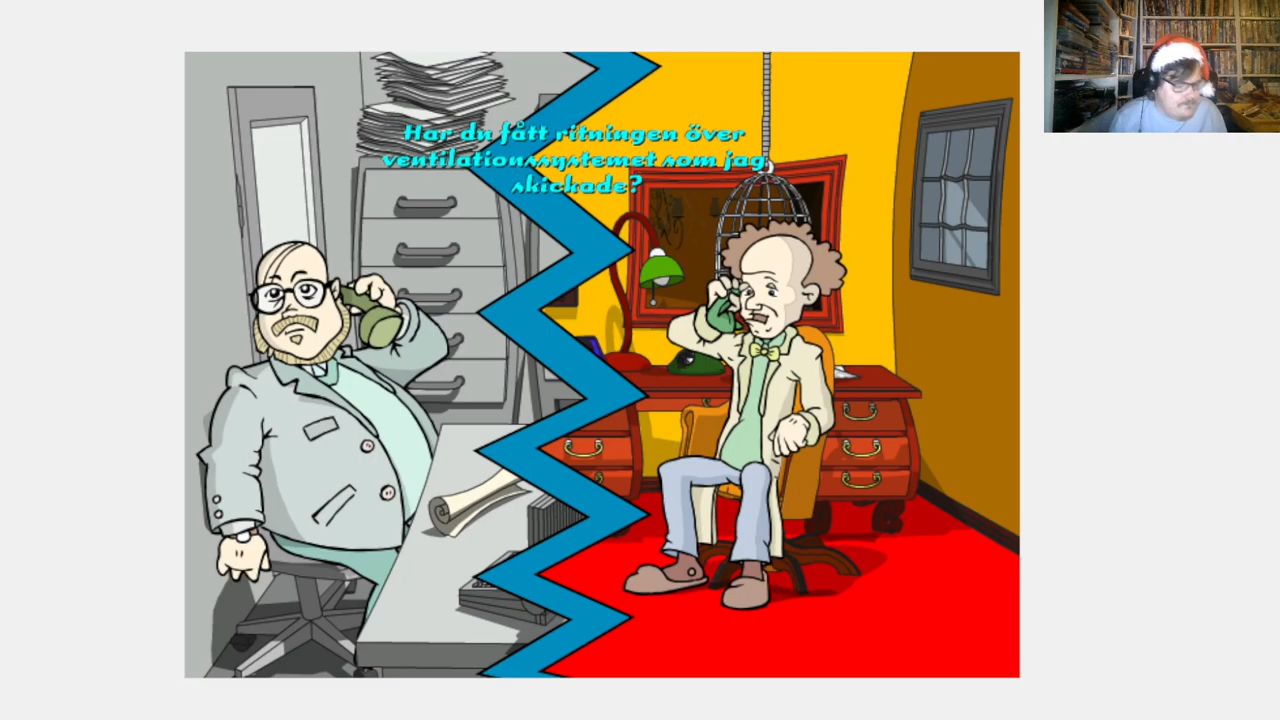 Har du fått ritningen över
ventilationssystemet som jag
skickade?